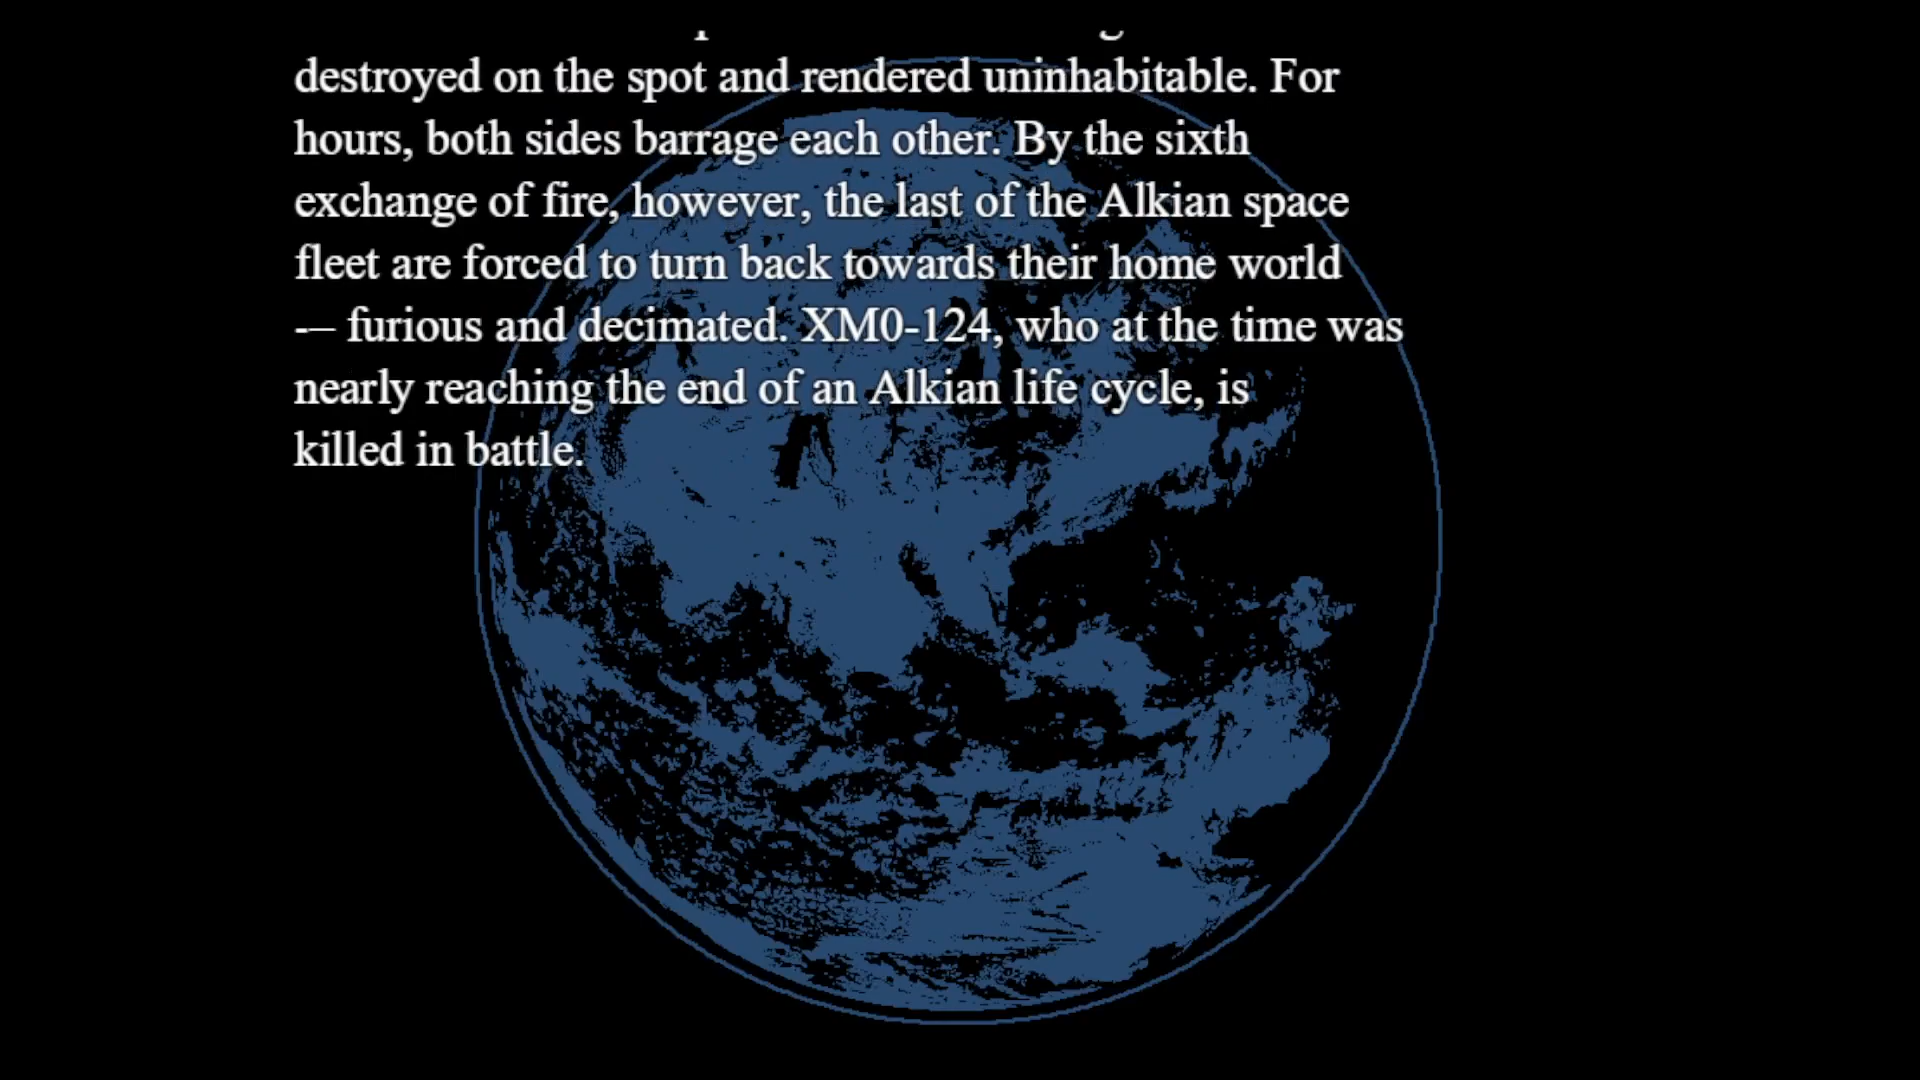 destroyed on the spot and rendered uninhabitable. For
hours, both sides barrage each other. By the sixth
exchange of fire, however, the last of the Alkian space
fleet are forced to turn back towards their home world
-– furious and decimated. XM0-124, who at the time was
nearly reaching the end of an Alkian life cycle, is
killed in battle.